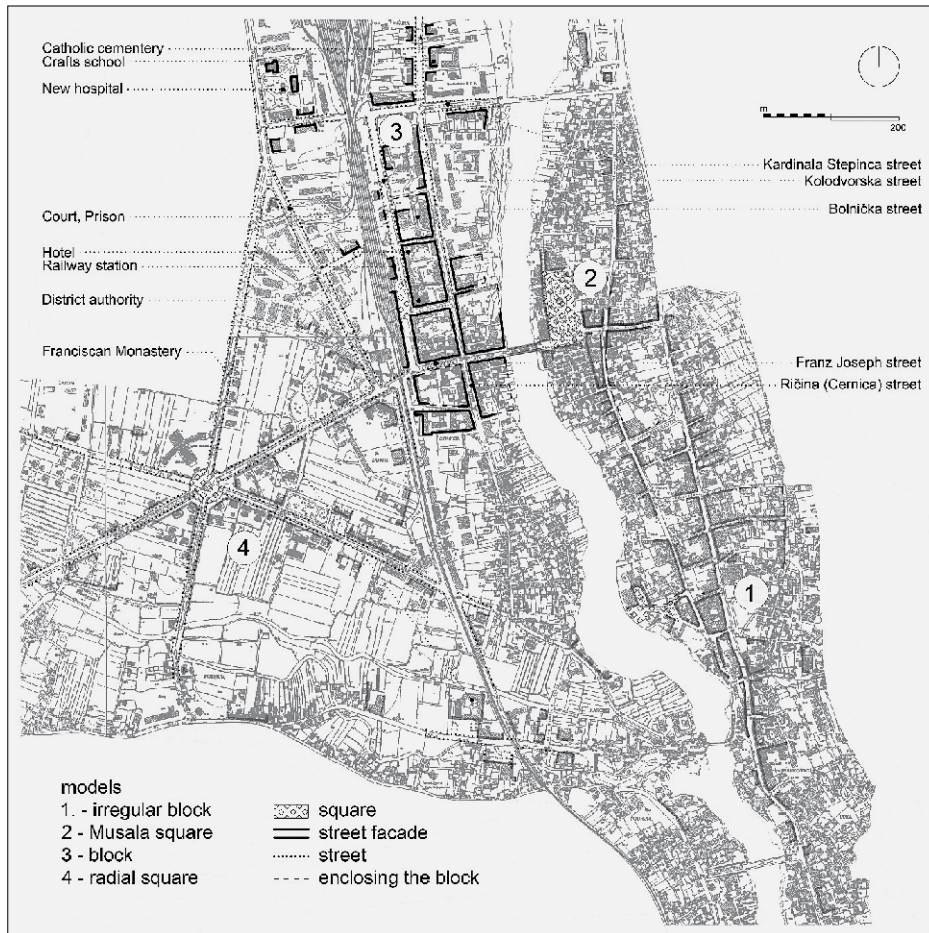 Catholic cementery
Crafts school
New hospital
Court, Prison
Hotel
Railway station
District authority
Franciscan Monastery
m
200
Kardinala Stepinca street
Kolodvorska street
Bolnička street
Franz Joseph street
Ričina (Cernica) street
3
2
4
1
models
1. - irregular block
2 - Musala square
3 - block
4 - radial square
square
street facade
street
enclosing the block